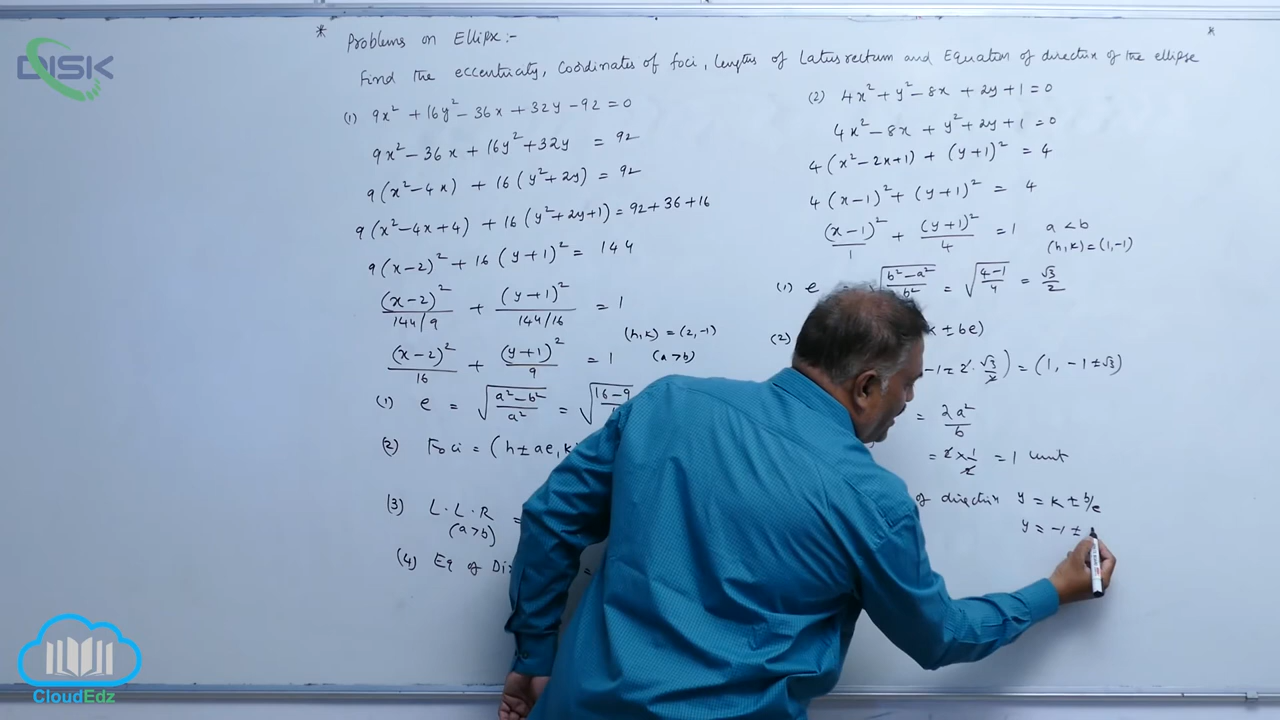 DISK
* Problems on Ellipse:- *
Find the eccentricity, Coordinates of foci, lengths of Latus rectum and Equation of directrix of the ellipse
(1) 9x² + 16y² - 36x + 32y - 92 = 0
9x² - 36x + 16y² + 32y = 92
9(x² - 4x) + 16(y² + 2y) = 92
9(x² - 4x + 4) + 16(y² + 2y + 1) = 92 + 36 + 16
9(x-2)² + 16(y+1)² = 144
(x-2)²/144/9 + (y+1)²/144/16 = 1
(h,k) = (2,-1)
(x-2)²/16 + (y+1)²/9 = 1 (a>b)
(1) e = √(a²-b²/a²) = √(16-9
(2) Foci = (h±ae, k
(3) L.L.R =
(a>b)
(4) Eq of Di =
(2) 4x² + y² - 8x + 2y + 1 = 0
4x² - 8x + y² + 2y + 1 = 0
4(x² - 2x + 1) + (y+1)² = 4
4(x-1)² + (y+1)² = 4
(x-1)²/1 + (y+1)²/4 = 1 a<b
(h,k) = (1,-1)
(1) e = √(b²-a²/b²) = √(4-1/4) = √3/2
(2) ± be)
-1 ± 2·√3/2) = (1, -1±√3)
= 2a²/b
= 2 × 1/2 = 1 unit
of directrix y = k ± b/e
y = -1 ±
CloudEdz